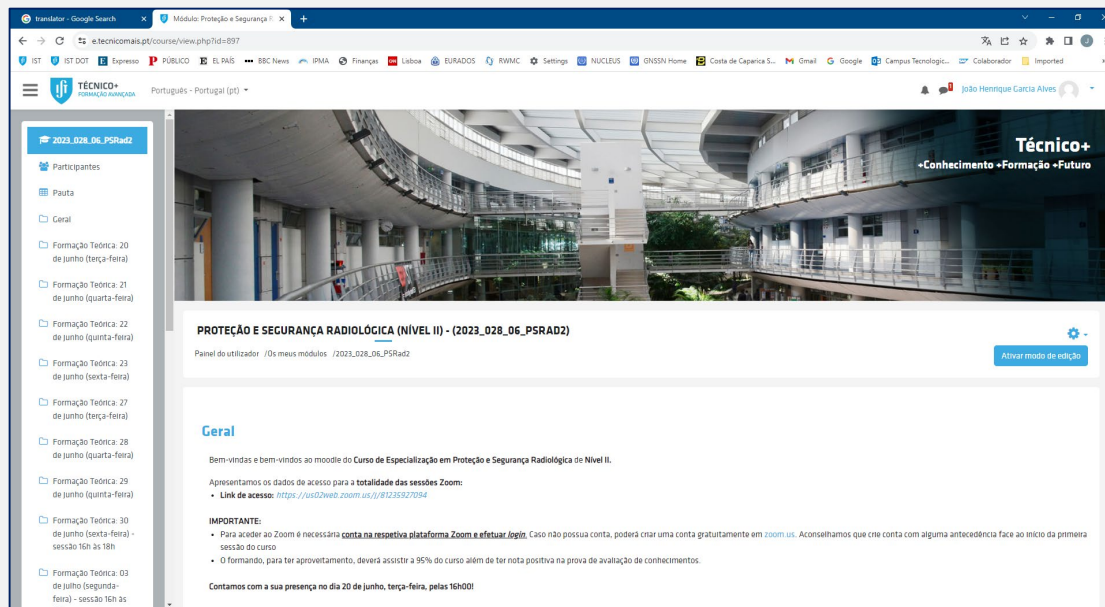 translator - Google Search
Módulo: Proteção e Segurança R
e.tecnicomais.pt/course/view.php?id=897
IST
IST DOT
Expresso
PÚBLICO
EL PAÍS
BBC News
IPMA
Finanças
Lisboa
EURADOS
RWMC
Settings
NUCLEUS
GNSSN Home
Costa de Caparica S...
Gmail
Google
Campus Tecnologic...
Colaborador
Imported
TÉCNICO+
FORMAÇÃO AVANÇADA
Português - Portugal (pt)
João Henrique Garcia Alves
2023_028_06_PSRad2
Participantes
Pauta
Geral
Formação Teórica: 20
de junho (terça-feira)
Formação Teórica: 21
de junho (quarta-feira)
Formação Teórica: 22
de junho (quinta-feira)
Formação Teórica: 23
de junho (sexta-feira)
Formação Teórica: 27
de junho (terça-feira)
Formação Teórica: 28
de junho (quarta-feira)
Formação Teórica: 29
de junho (quinta-feira)
Formação Teórica: 30
de junho (sexta-feira) -
sessão 16h às 18h
Formação Teórica: 03
de julho (segunda-
feira) - sessão 16h às
Técnico+
+Conhecimento +Formação +Futuro
PROTEÇÃO E SEGURANÇA RADIOLÓGICA (NÍVEL II) - (2023_028_06_PSRAD2)
Painel do utilizador /Os meus módulos /2023_028_06_PSRad2
Ativar modo de edição
Geral
Bem-vindas e bem-vindos ao moodle do Curso de Especialização em Proteção e Segurança Radiológica de Nível II.
Apresentamos os dados de acesso para a totalidade das sessões Zoom:
• Link de acesso: https://us02web.zoom.us/j/81235927094
IMPORTANTE:
• Para aceder ao Zoom é necessária conta na respetiva plataforma Zoom e efetuar login. Caso não possua conta, poderá criar uma conta gratuitamente em zoom.us. Aconselhamos que crie conta com alguma antecedência face ao início da primeira
sessão do curso
• O formando, para ter aproveitamento, deverá assistir a 95% do curso além de ter nota positiva na prova de avaliação de conhecimentos.
Contamos com a sua presença no dia 20 de junho, terça-feira, pelas 16h00!